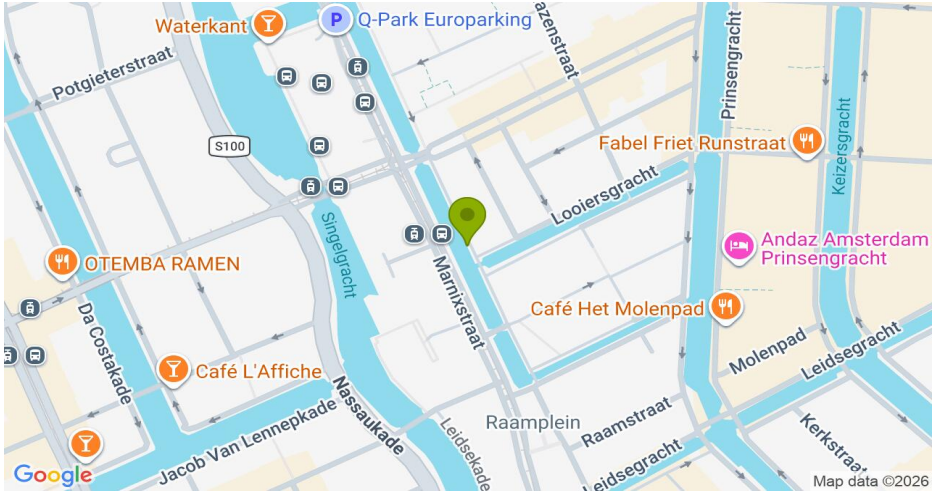 Waterkant
P
Q-Park Europarking
azenstraat
Potgieterstraat
Prinsengracht
S100
Fabel Friet Runstraat
Keizersgracht
Looiersgracht
Singelgracht
OTEMBA RAMEN
Andaz Amsterdam
Prinsengracht
Marnixstraat
Café Het Molenpad
Da Costakade
Café L'Affiche
Molenpad
Leidsegracht
Nassaukade
Raamplein
Raamstraat
Kerkstraat
Jacob Van Lennepkade
Leidsekade
Leidsegracht
Google
Map data ©2026